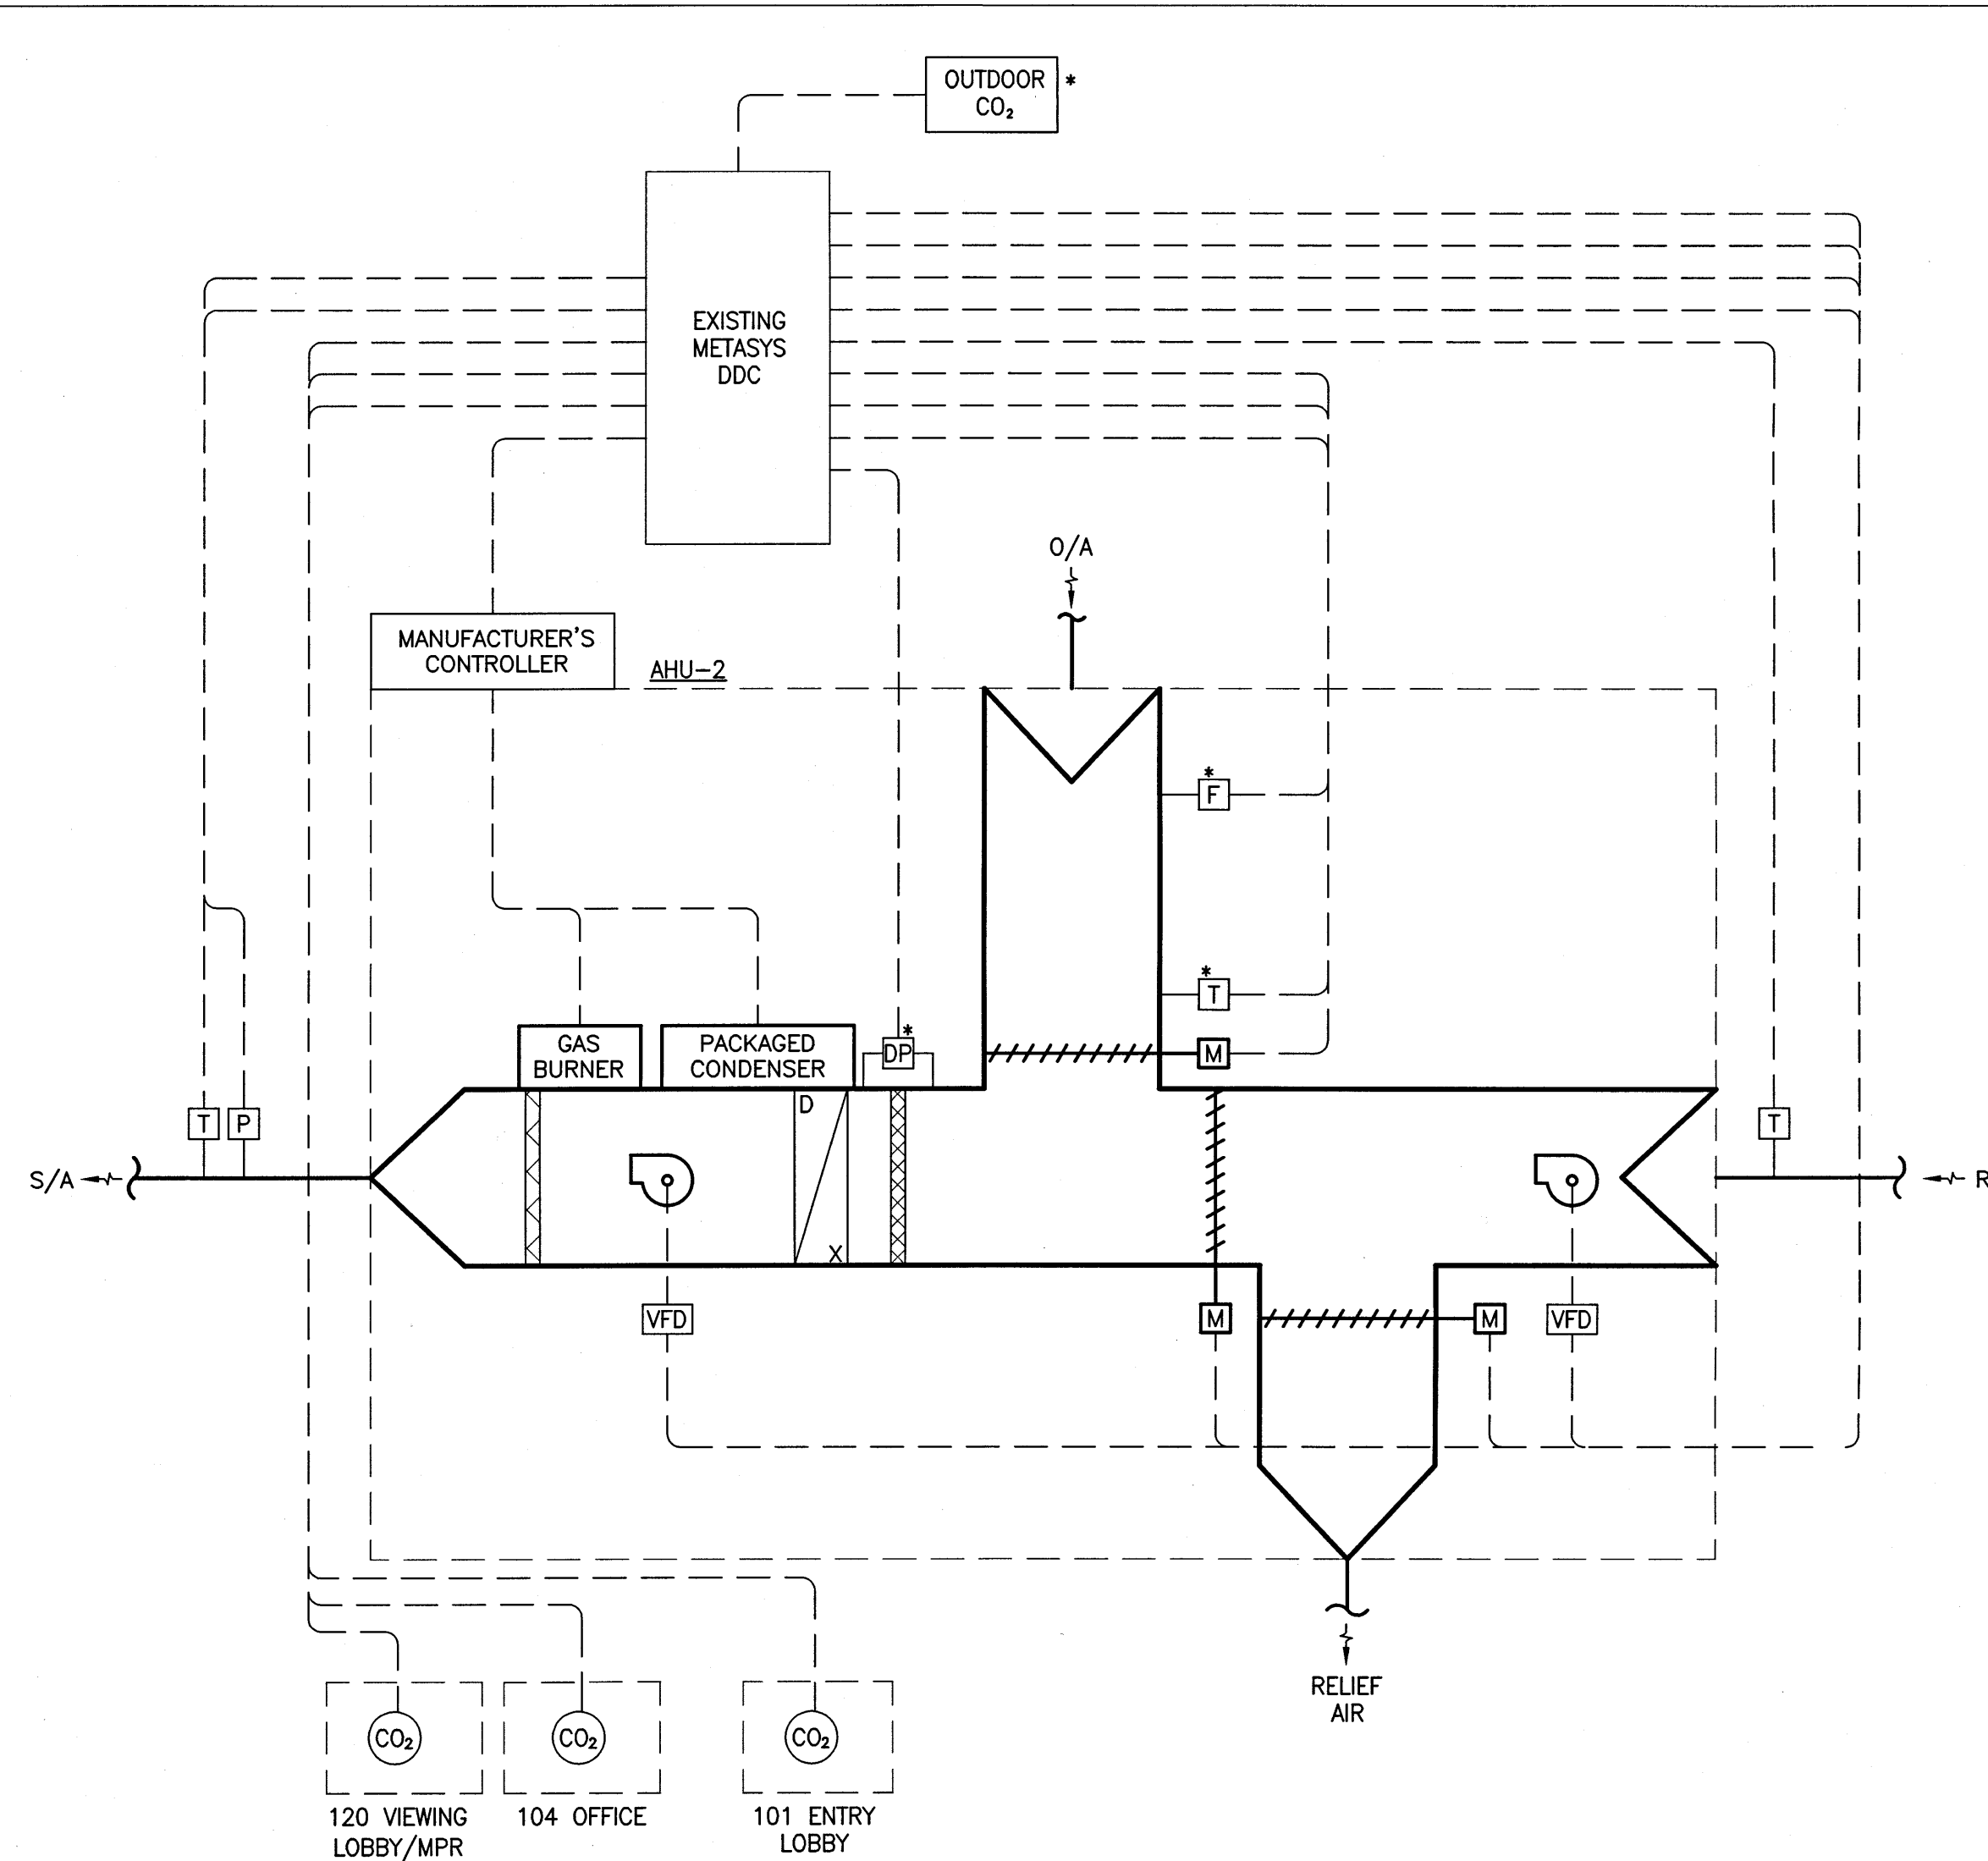 OUTDOOR *
CO₂
EXISTING
METASYS
DDC
O/A
MANUFACTURER'S
CONTROLLER
AHU-2
*
F
*
T
M
GAS
BURNER
PACKAGED
CONDENSER
*
DP
D
X
T
P
T
S/A
R
VFD
M
M
VFD
RELIEF
AIR
CO₂
CO₂
CO₂
120 VIEWING
LOBBY/MPR
104 OFFICE
101 ENTRY
LOBBY